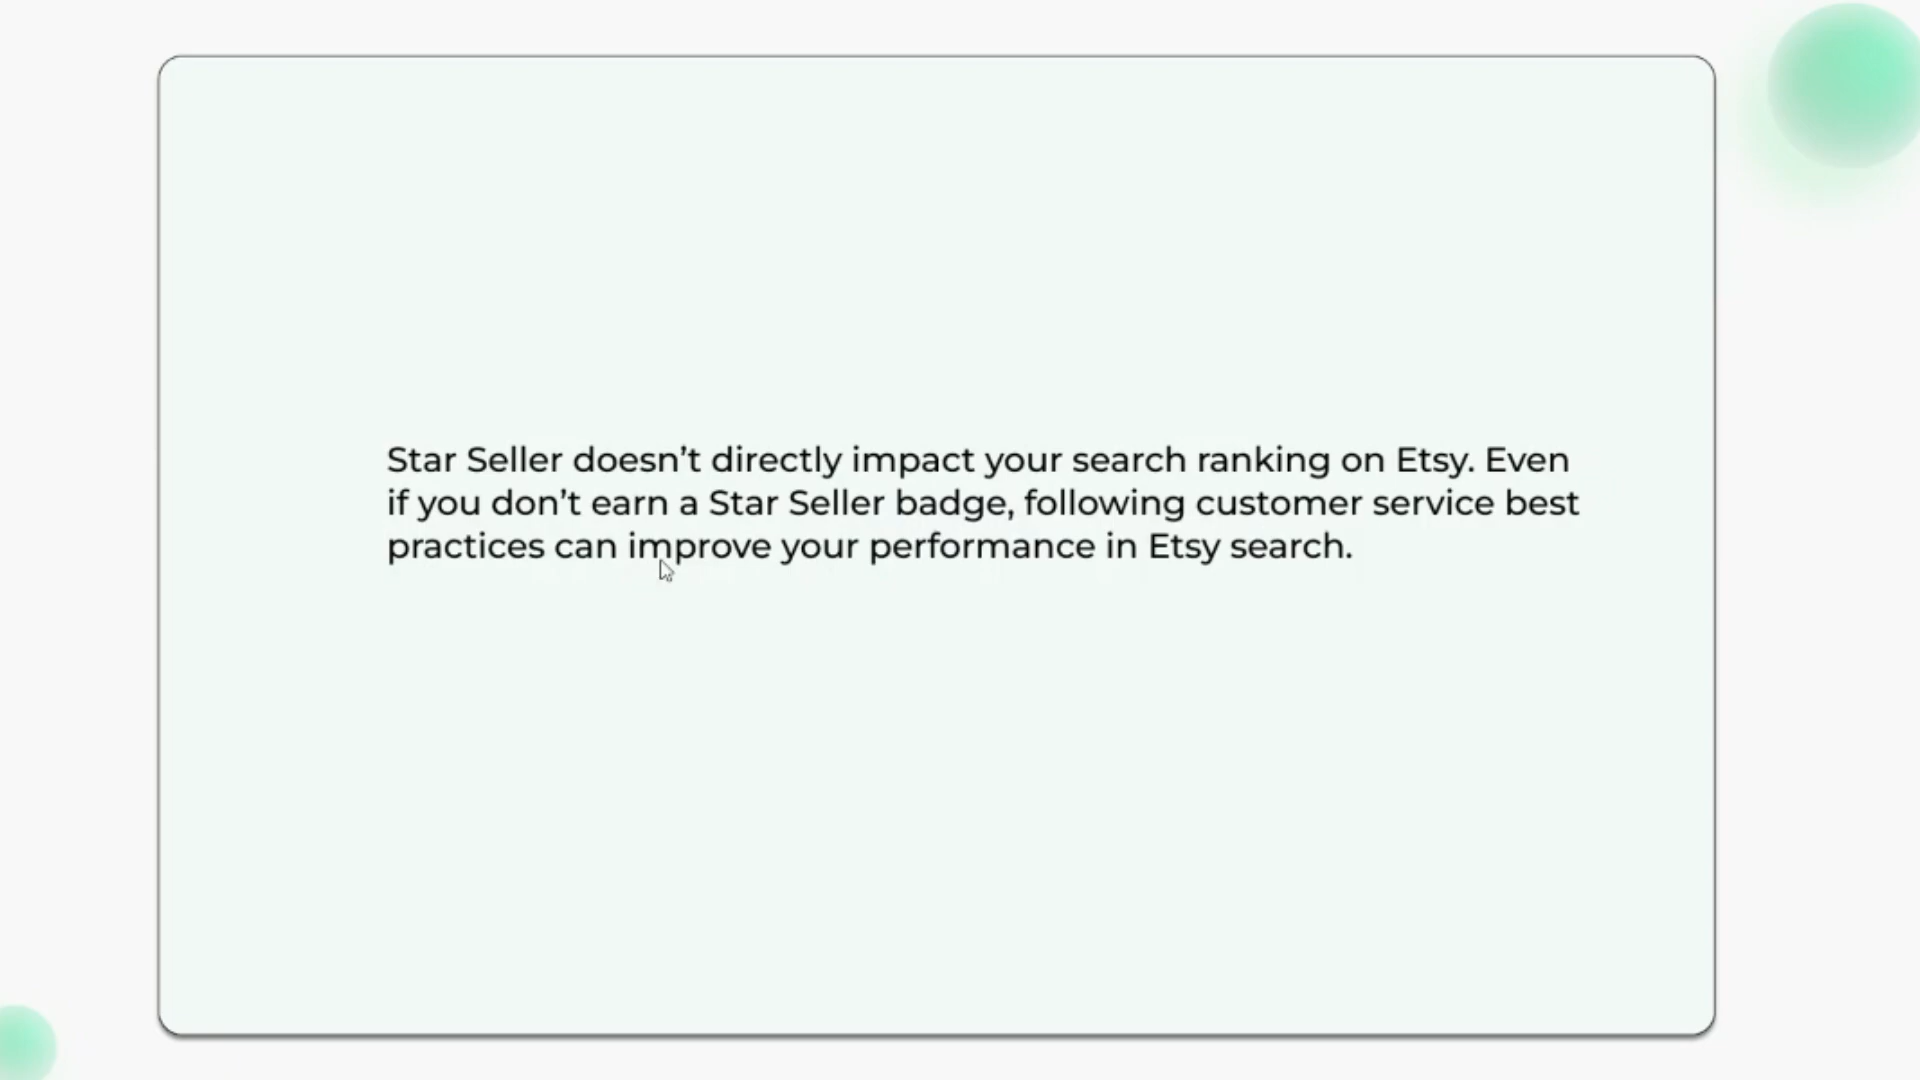 Star Seller doesn’t directly impact your search ranking on Etsy. Even
if you don’t earn a Star Seller badge, following customer service best
practices can improve your performance in Etsy search.